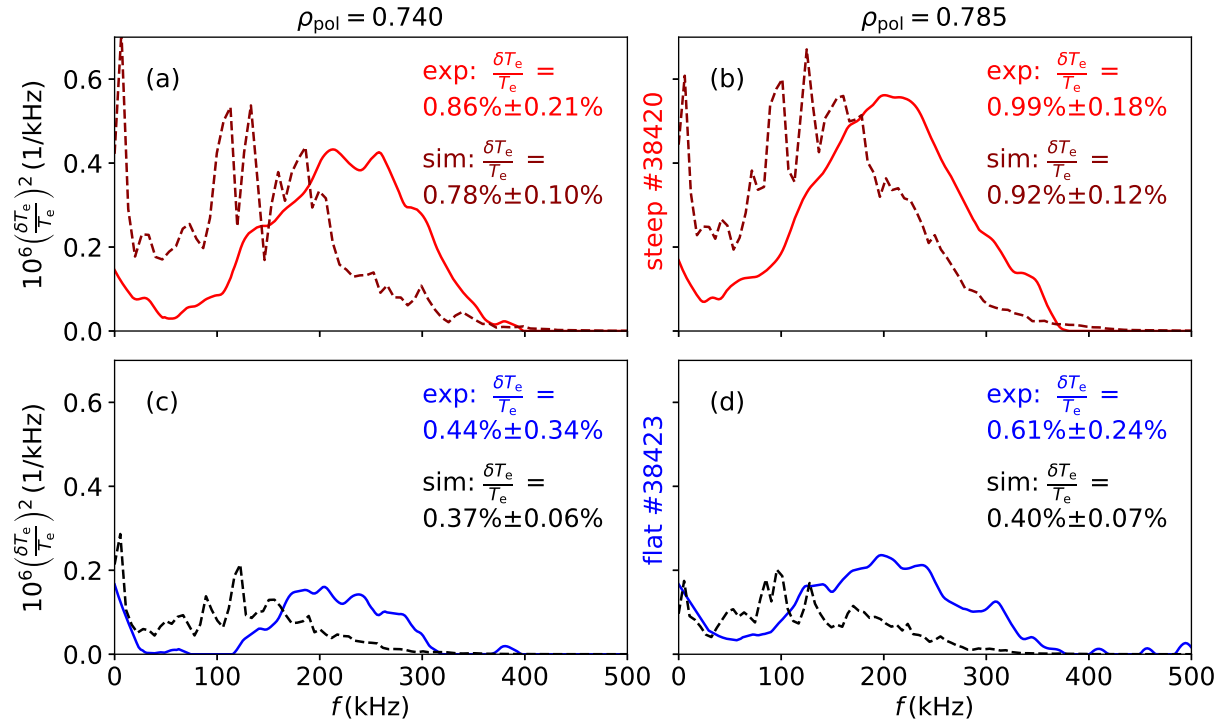 ρpol = 0.740
ρpol = 0.785
(a)
exp: δTe/Te =
0.86%±0.21%
sim: δTe/Te =
0.78%±0.10%
10^6(δTe/Te)^2 (1/kHz)
0.6
0.4
0.2
0.0
(b)
exp: δTe/Te =
0.99%±0.18%
sim: δTe/Te =
0.92%±0.12%
steep #38420
(c)
exp: δTe/Te =
0.44%±0.34%
sim: δTe/Te =
0.37%±0.06%
10^6(δTe/Te)^2 (1/kHz)
0.6
0.4
0.2
0.0
0 100 200 300 400 500
f (kHz)
(d)
exp: δTe/Te =
0.61%±0.24%
sim: δTe/Te =
0.40%±0.07%
flat #38423
0 100 200 300 400 500
f (kHz)